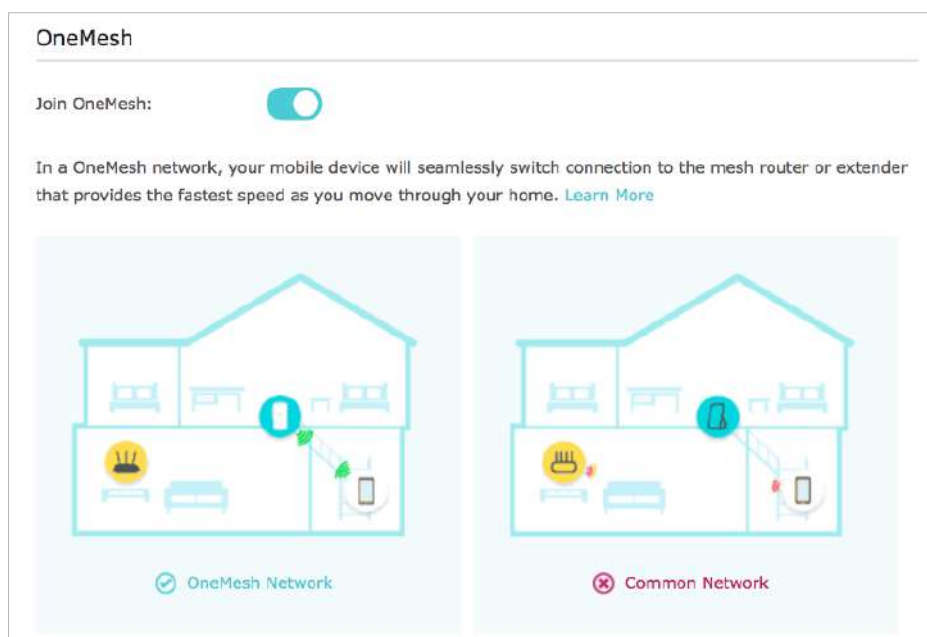 OneMesh
Join OneMesh:
In a OneMesh network, your mobile device will seamlessly switch connection to the mesh router or extender
that provides the fastest speed as you move through your home. Learn More
OneMesh Network
Common Network